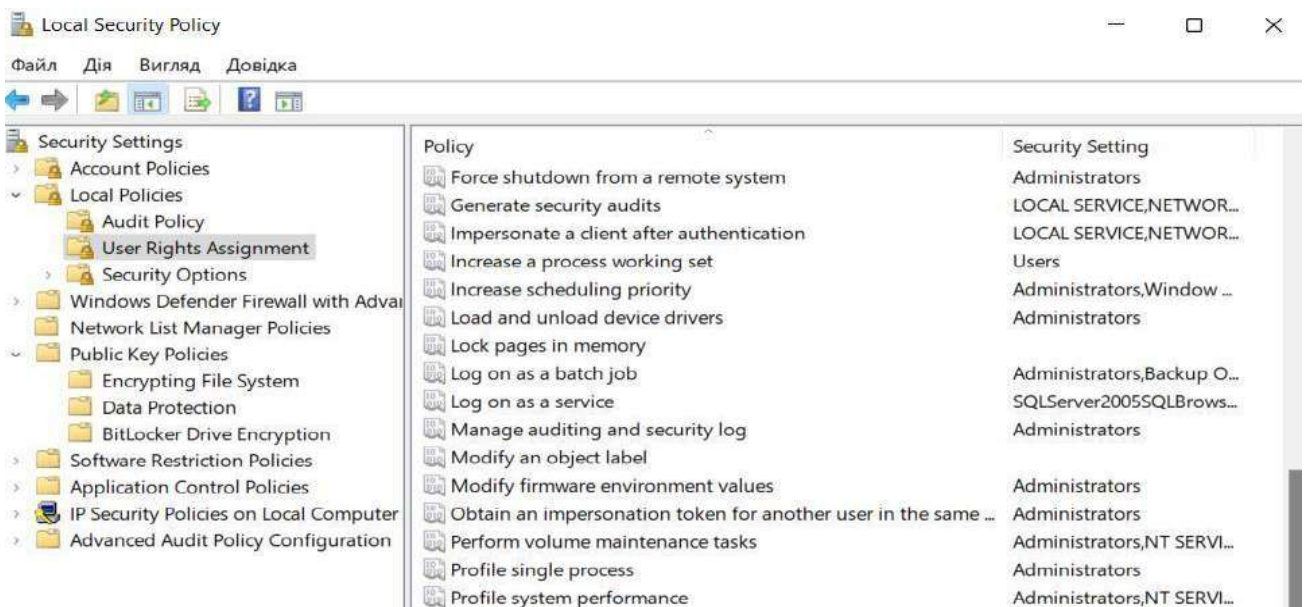 Local Security Policy
Файл Дія Вигляд Довідка
Security Settings
Account Policies
Local Policies
Audit Policy
User Rights Assignment
Security Options
Windows Defender Firewall with Advai
Network List Manager Policies
Public Key Policies
Encrypting File System
Data Protection
BitLocker Drive Encryption
Software Restriction Policies
Application Control Policies
IP Security Policies on Local Computer
Advanced Audit Policy Configuration
Policy Security Setting
Force shutdown from a remote system Administrators
Generate security audits LOCAL SERVICE,NETWOR...
Impersonate a client after authentication LOCAL SERVICE,NETWOR...
Increase a process working set Users
Increase scheduling priority Administrators,Window ...
Load and unload device drivers Administrators
Lock pages in memory
Log on as a batch job Administrators,Backup O...
Log on as a service SQLServer2005SQLBrows...
Manage auditing and security log Administrators
Modify an object label
Modify firmware environment values Administrators
Obtain an impersonation token for another user in the same ... Administrators
Perform volume maintenance tasks Administrators,NT SERVI...
Profile single process Administrators
Profile system performance Administrators,NT SERVI...